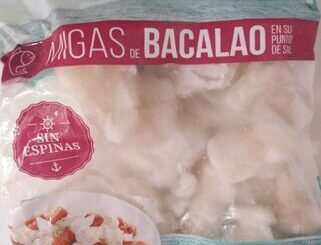 MIGAS DE BACALAO EN SU
PUNTO
DE SAL
SIN
ESPINAS